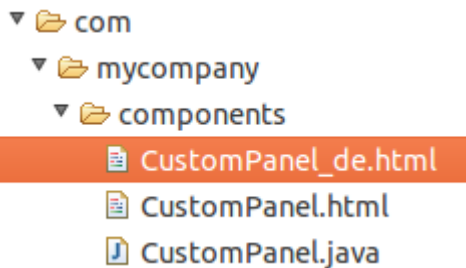 com
mycompany
components
CustomPanel_de.html
CustomPanel.html
CustomPanel.java